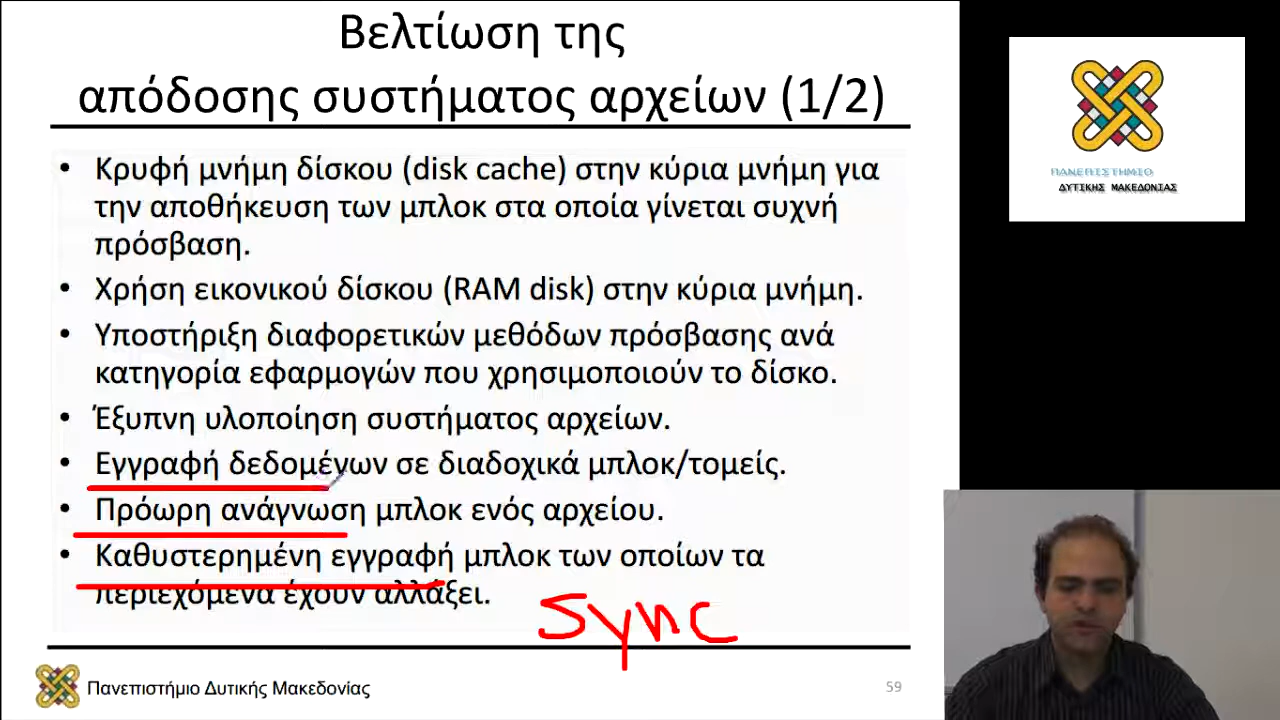 Βελτίωση της
απόδοσης συστήματος αρχείων (1/2)
• Κρυφή μνήμη δίσκου (disk cache) στην κύρια μνήμη για
την αποθήκευση των μπλοκ στα οποία γίνεται συχνή
πρόσβαση.
• Χρήση εικονικού δίσκου (RAM disk) στην κύρια μνήμη.
• Υποστήριξη διαφορετικών μεθόδων πρόσβασης ανά
κατηγορία εφαρμογών που χρησιμοποιούν το δίσκο.
• Έξυπνη υλοποίηση συστήματος αρχείων.
• Εγγραφή δεδομένων σε διαδοχικά μπλοκ/τομείς.
• Πρόωρη ανάγνωση μπλοκ ενός αρχείου.
• Καθυστερημένη εγγραφή μπλοκ των οποίων τα
περιεχόμενα έχουν αλλάξει.
sync
Πανεπιστήμιο Δυτικής Μακεδονίας
59
ΠΑΝΕΠΙΣΤΗΜΙΟ
ΔΥΤΙΚΗΣ ΜΑΚΕΔΟΝΙΑΣ